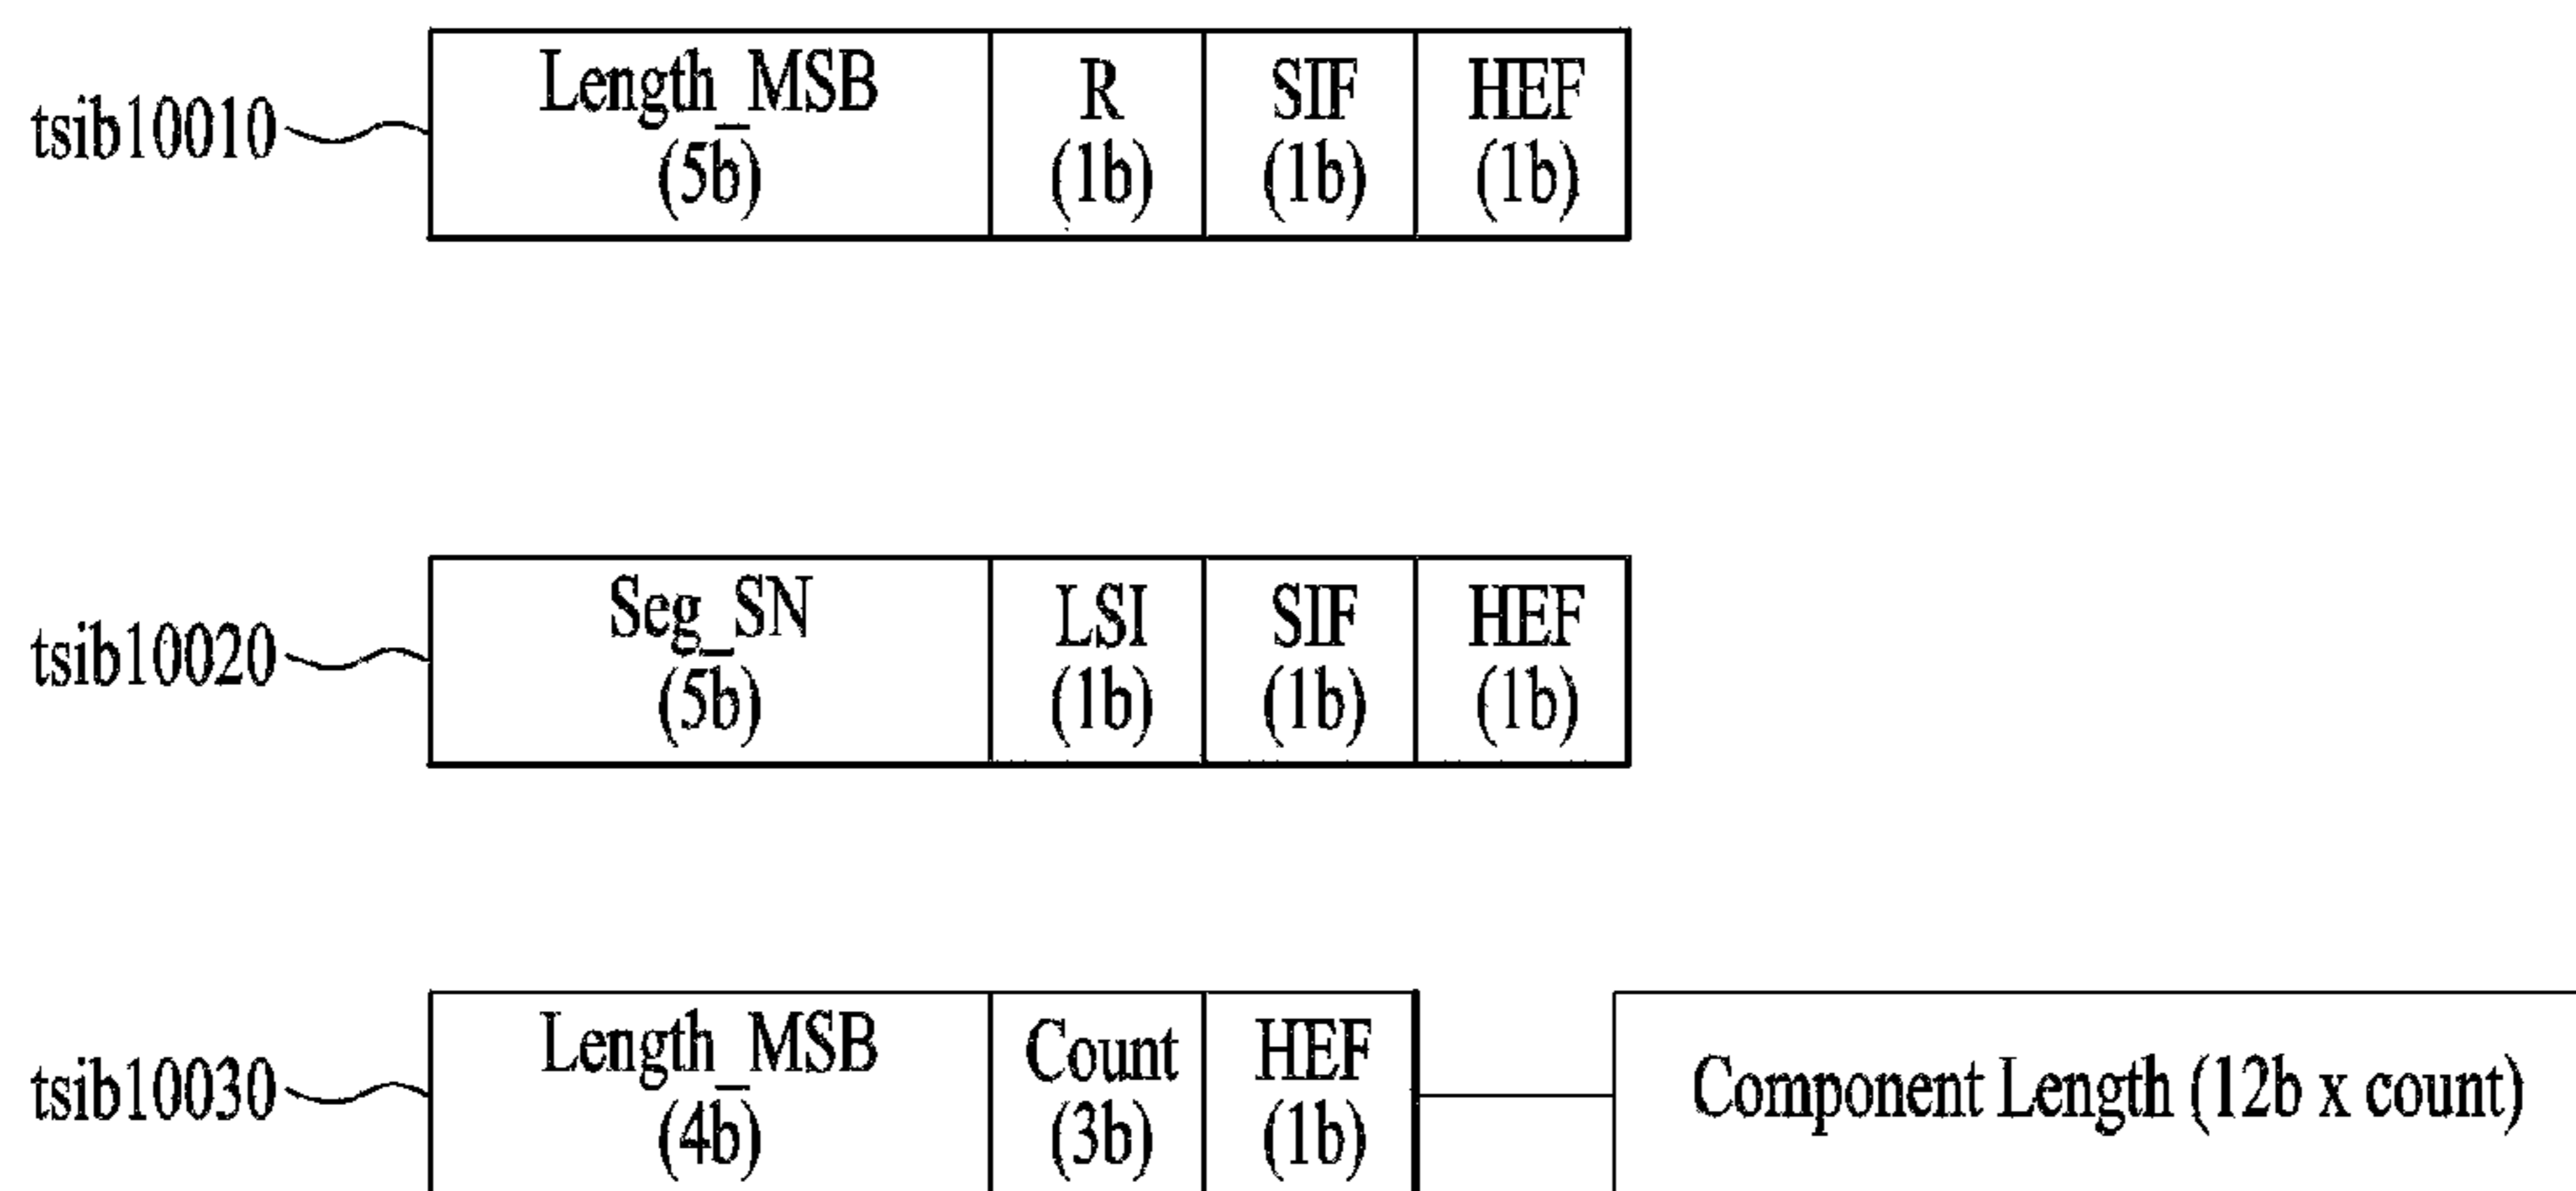 tsib10010
Length_MSB
(5b)
R
(1b)
SIF
(1b)
HEF
(1b)
tsib10020
Seg_SN
(5b)
LSI
(1b)
SIF
(1b)
HEF
(1b)
tsib10030
Length_MSB
(4b)
Count
(3b)
HEF
(1b)
Component Length (12b x count)